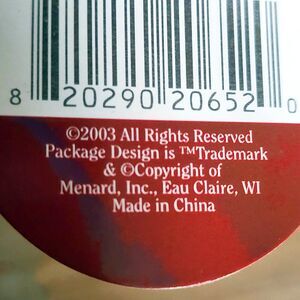 8 20290 20652 0
©2003 All Rights Reserved
Package Design is ™Trademark
& ©Copyright of
Menard, Inc., Eau Claire, WI
Made in China